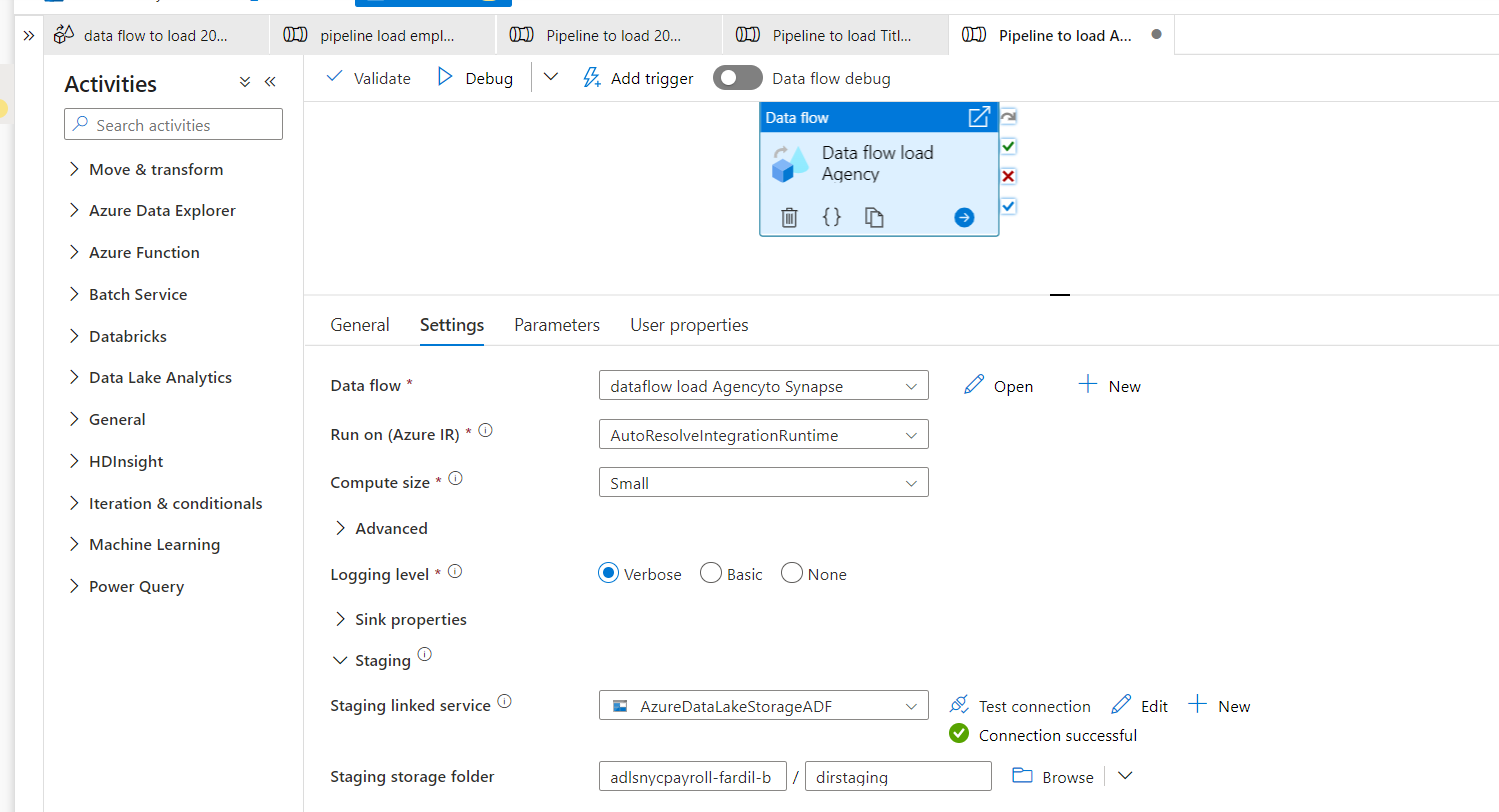 data flow to load 20...
pipeline load empl...
Pipeline to load 20...
Pipeline to load Titl...
Pipeline to load A...
Activities
Search activities
Move & transform
Azure Data Explorer
Azure Function
Batch Service
Databricks
Data Lake Analytics
General
HDInsight
Iteration & conditionals
Machine Learning
Power Query
Validate
Debug
Add trigger
Data flow debug
Data flow
Data flow load
Agency
{}
General
Settings
Parameters
User properties
Data flow *
dataflow load Agencyto Synapse
Open
New
Run on (Azure IR) *
AutoResolveIntegrationRuntime
Compute size *
Small
Advanced
Logging level *
Verbose
Basic
None
Sink properties
Staging
Staging linked service
AzureDataLakeStorageADF
Test connection
Edit
New
Connection successful
Staging storage folder
adlsnycpayroll-fardil-b
/
dirstaging
Browse